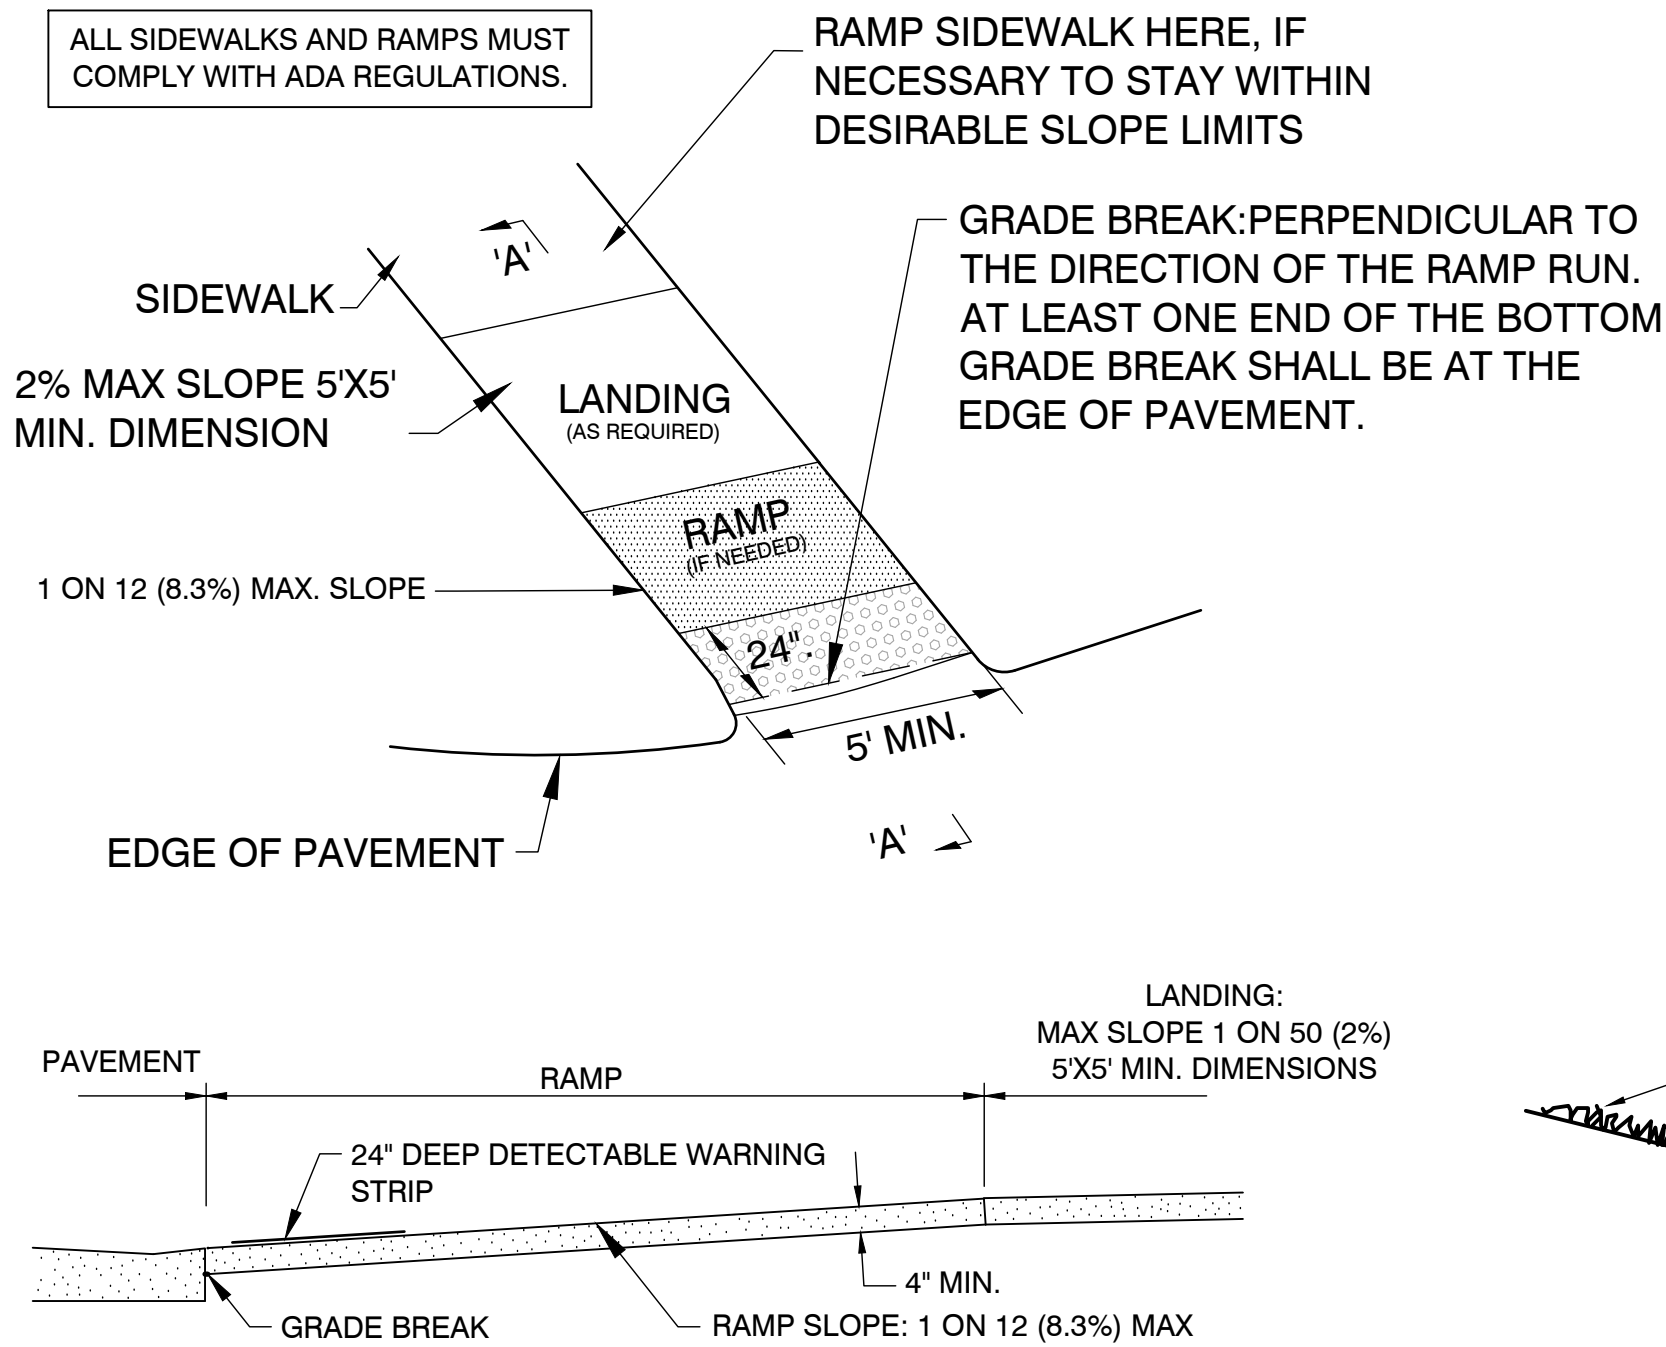 ALL SIDEWALKS AND RAMPS MUST
COMPLY WITH ADA REGULATIONS.
RAMP SIDEWALK HERE, IF
NECESSARY TO STAY WITHIN
DESIRABLE SLOPE LIMITS
GRADE BREAK:PERPENDICULAR TO
THE DIRECTION OF THE RAMP RUN.
AT LEAST ONE END OF THE BOTTOM
GRADE BREAK SHALL BE AT THE
EDGE OF PAVEMENT.
'A'
SIDEWALK
2% MAX SLOPE 5'X5'
MIN. DIMENSION
LANDING
(AS REQUIRED)
RAMP
(IF NEEDED)
1 ON 12 (8.3%) MAX. SLOPE
24".
5' MIN.
EDGE OF PAVEMENT
'A'
LANDING:
MAX SLOPE 1 ON 50 (2%)
5'X5' MIN. DIMENSIONS
PAVEMENT
RAMP
24" DEEP DETECTABLE WARNING
STRIP
4" MIN.
GRADE BREAK
RAMP SLOPE: 1 ON 12 (8.3%) MAX